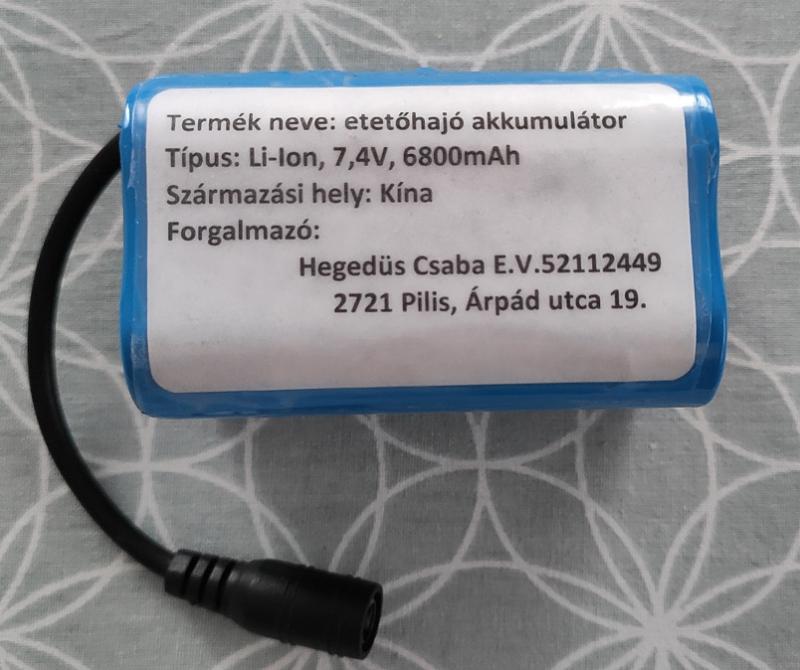 Termék neve: etetőhajó akkumulátor
Típus: Li-Ion, 7,4V, 6800mAh
Származási hely: Kína
Forgalmazó:
Hegedüs Csaba E.V.52112449
2721 Pilis, Árpád utca 19.